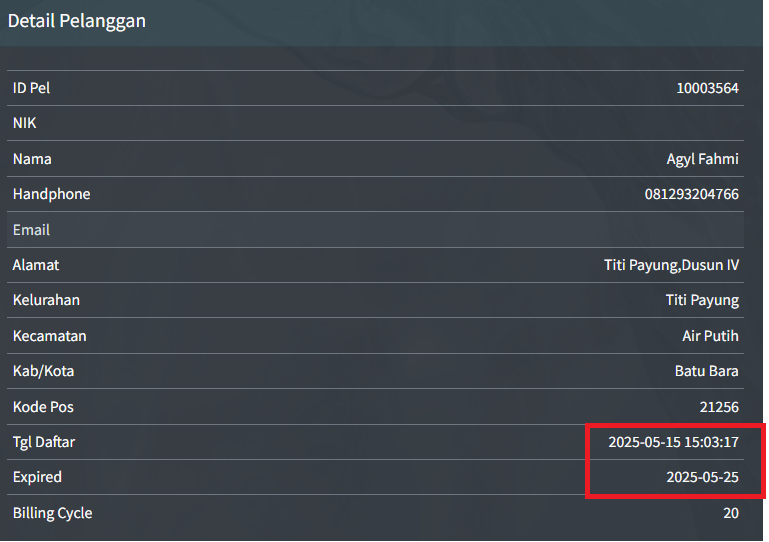 Detail Pelanggan
ID Pel 10003564
NIK
Nama Agyl Fahmi
Handphone 081293204766
Email
Alamat Titi Payung,Dusun IV
Kelurahan Titi Payung
Kecamatan Air Putih
Kab/Kota Batu Bara
Kode Pos 21256
Tgl Daftar 2025-05-15 15:03:17
Expired 2025-05-25
Billing Cycle 20